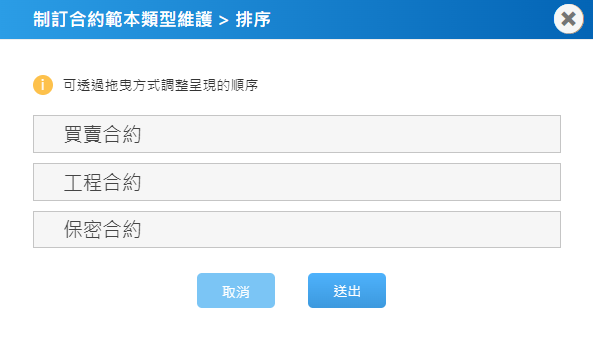 制訂合約範本類型維護 > 排序
可透過拖曳方式調整呈現的順序
買賣合約
工程合約
保密合約
取消
送出